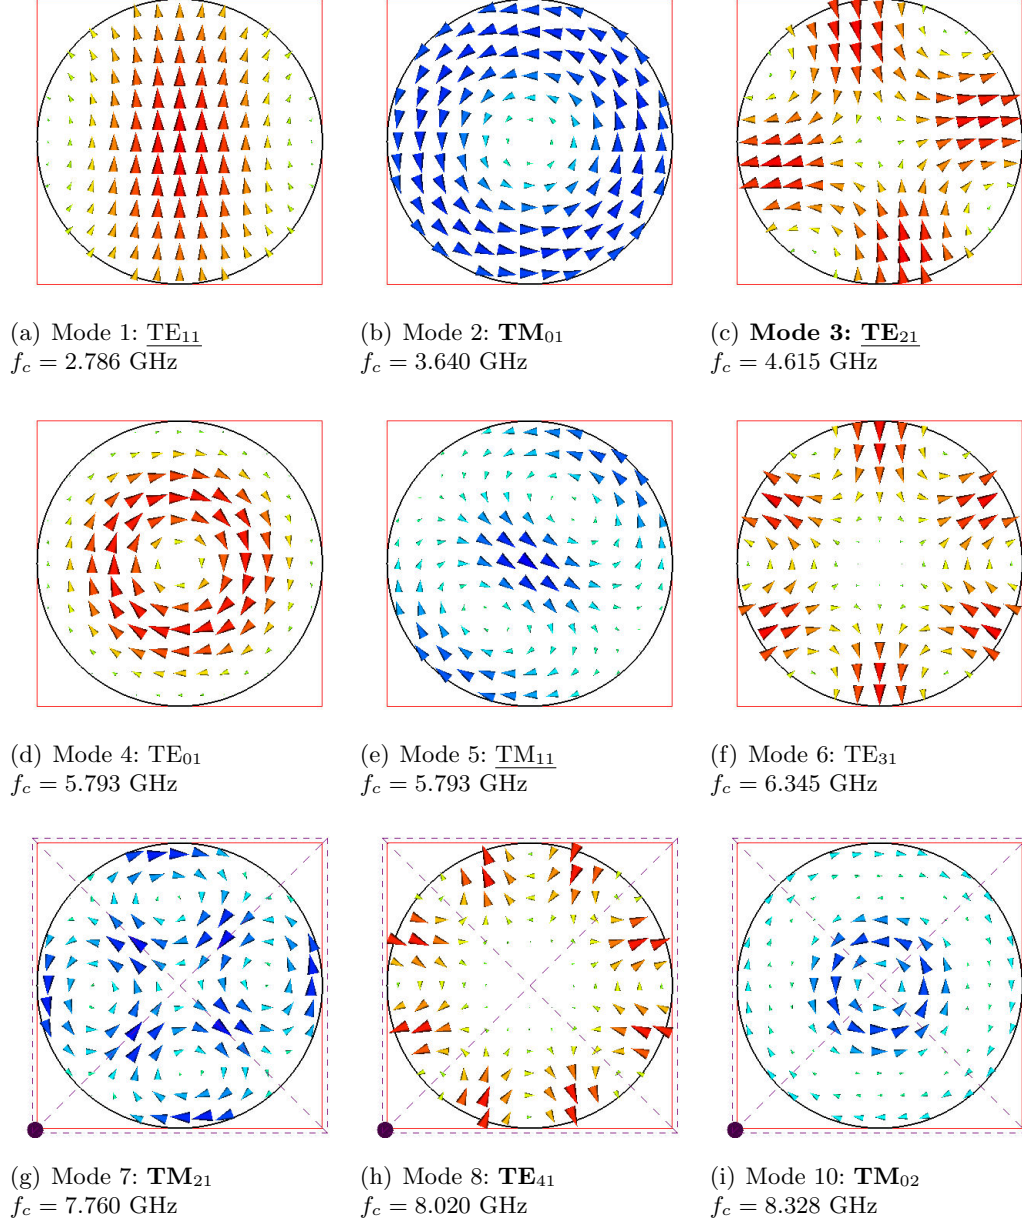 (a) Mode 1: TE11
fc = 2.786 GHz
(b) Mode 2: TM01
fc = 3.640 GHz
(c) Mode 3: TE21
fc = 4.615 GHz
(d) Mode 4: TE01
fc = 5.793 GHz
(e) Mode 5: TM11
fc = 5.793 GHz
(f) Mode 6: TE31
fc = 6.345 GHz
(g) Mode 7: TM21
fc = 7.760 GHz
(h) Mode 8: TE41
fc = 8.020 GHz
(i) Mode 10: TM02
fc = 8.328 GHz